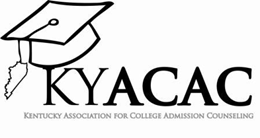 KYACAC
KENTUCKY ASSOCIATION FOR COLLEGE ADMISSION COUNSELING